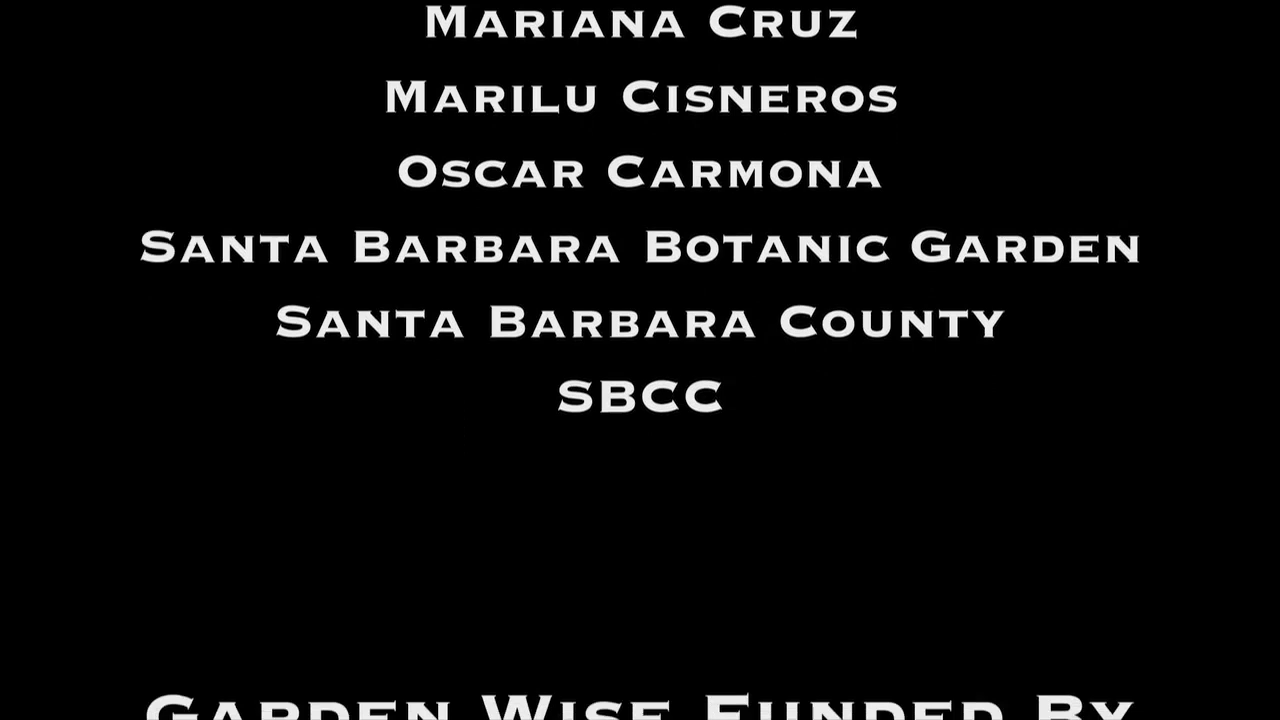 Mariana Cruz
Marilu Cisneros
Oscar Carmona
Santa Barbara Botanic Garden
Santa Barbara County
SBCC
Garden Wise Funded By